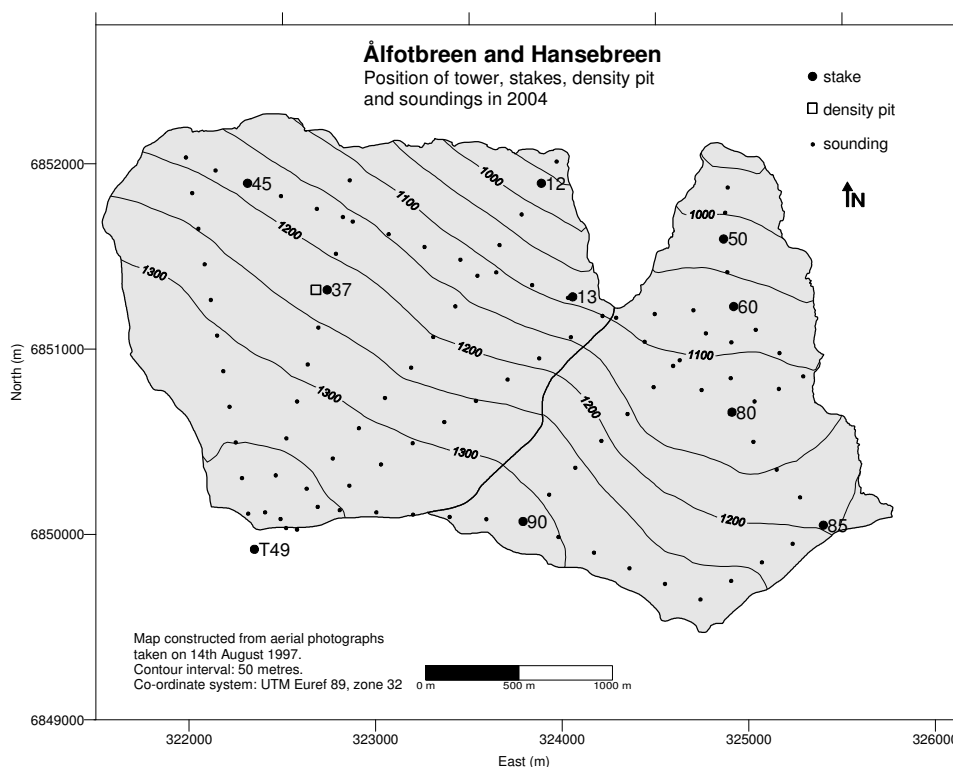 Ålfotbreen and Hansebreen
Position of tower, stakes, density pit
and soundings in 2004
stake
density pit
sounding
N
6852000
6851000
6850000
6849000
North (m)
45
12
1000
1100
1200
37
1300
13
50
1000
60
1100
80
1200
1200
1300
1300
90
1200
85
T49
Map constructed from aerial photographs
taken on 14th August 1997.
Contour interval: 50 metres.
Co-ordinate system: UTM Euref 89, zone 32
0 m 500 m 1000 m
322000 323000 324000 325000 326000
East (m)